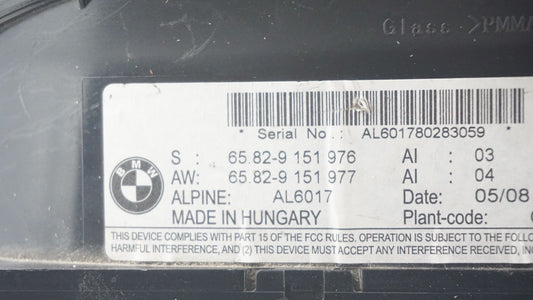 Glass >PMMA
* Serial No.: AL601780283059 *
BMW
S : 65.82-9 151 976 AI : 03
AW: 65.82-9 151 977 AI : 04
ALPINE: AL6017 Date: 05/08
MADE IN HUNGARY Plant-code:
THIS DEVICE COMPLIES WITH PART 15 OF THE FCC RULES. OPERATION IS SUBJECT TO THE FOLLO
HARMFUL INTERFERENCE, AND (2) THIS DEVICE MUST ACCEPT ANY INTERFERENCE RECEIVED, IN